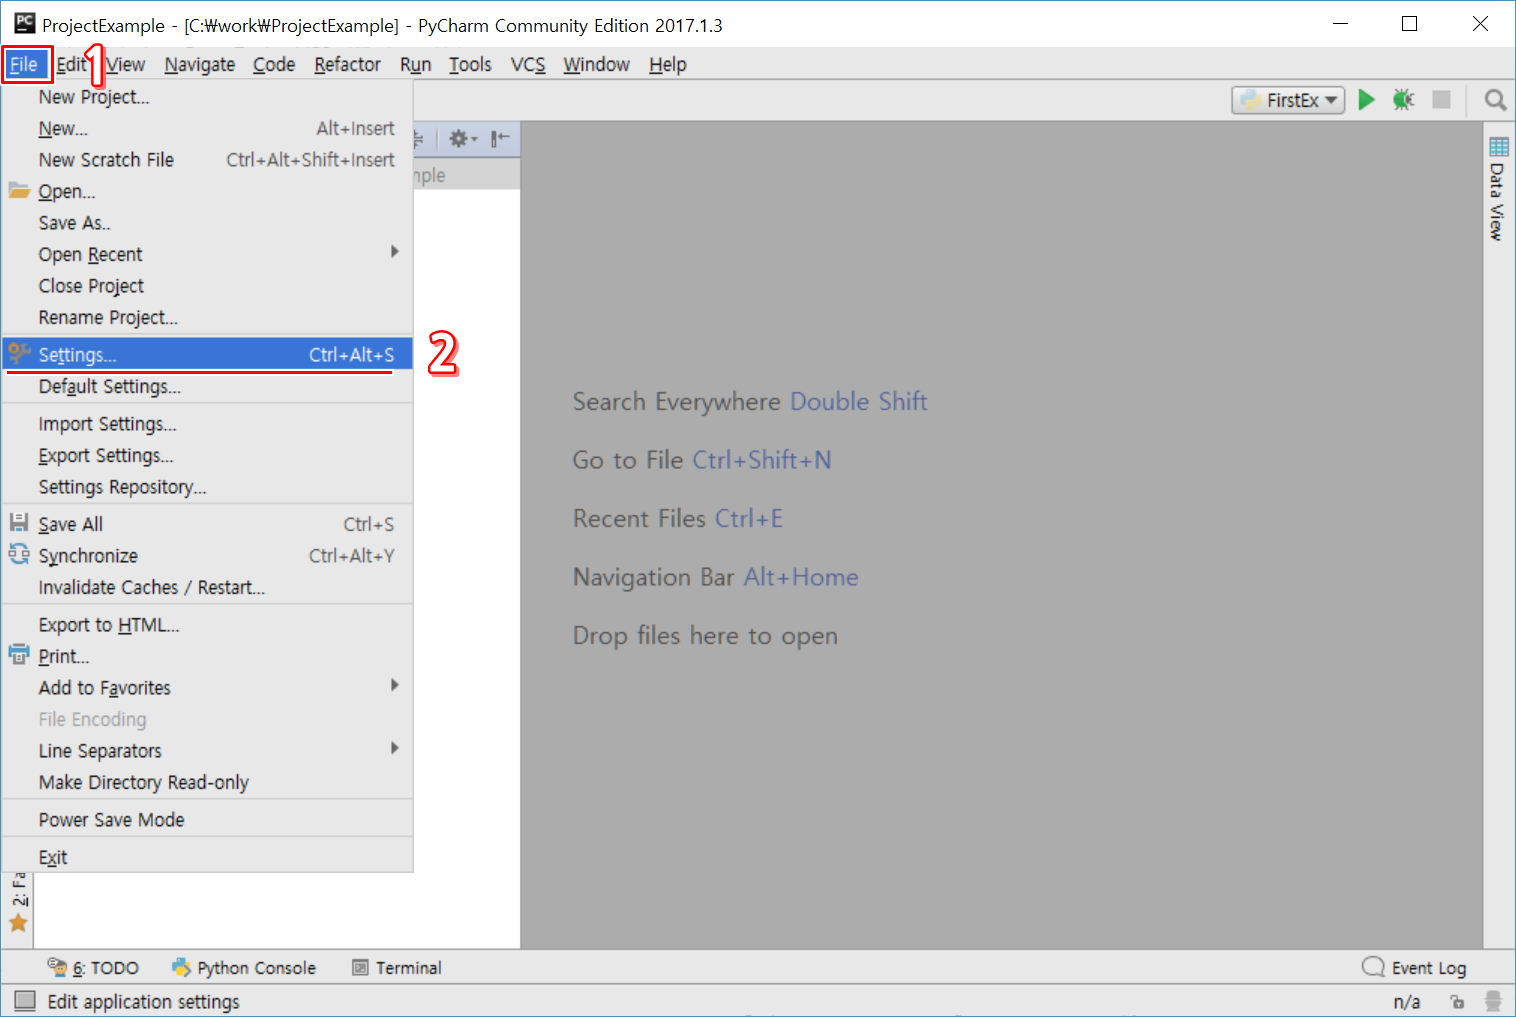 PC ProjectExample - [C:₩work₩ProjectExample] - PyCharm Community Edition 2017.1.3
File Edit View Navigate Code Refactor Run Tools VCS Window Help
1
New Project...
FirstEx
New... Alt+Insert
New Scratch File Ctrl+Alt+Shift+Insert
Open...
Save As..
Open Recent
Close Project
Rename Project...
Settings... Ctrl+Alt+S
2
Default Settings...
Import Settings...
Export Settings...
Settings Repository...
Save All Ctrl+S
Synchronize Ctrl+Alt+Y
Invalidate Caches / Restart...
Export to HTML...
Print...
Add to Favorites
File Encoding
Line Separators
Make Directory Read-only
Power Save Mode
Exit
Search Everywhere Double Shift
Go to File Ctrl+Shift+N
Recent Files Ctrl+E
Navigation Bar Alt+Home
Drop files here to open
Data View
2: Fa
6: TODO Python Console Terminal Event Log
Edit application settings n/a